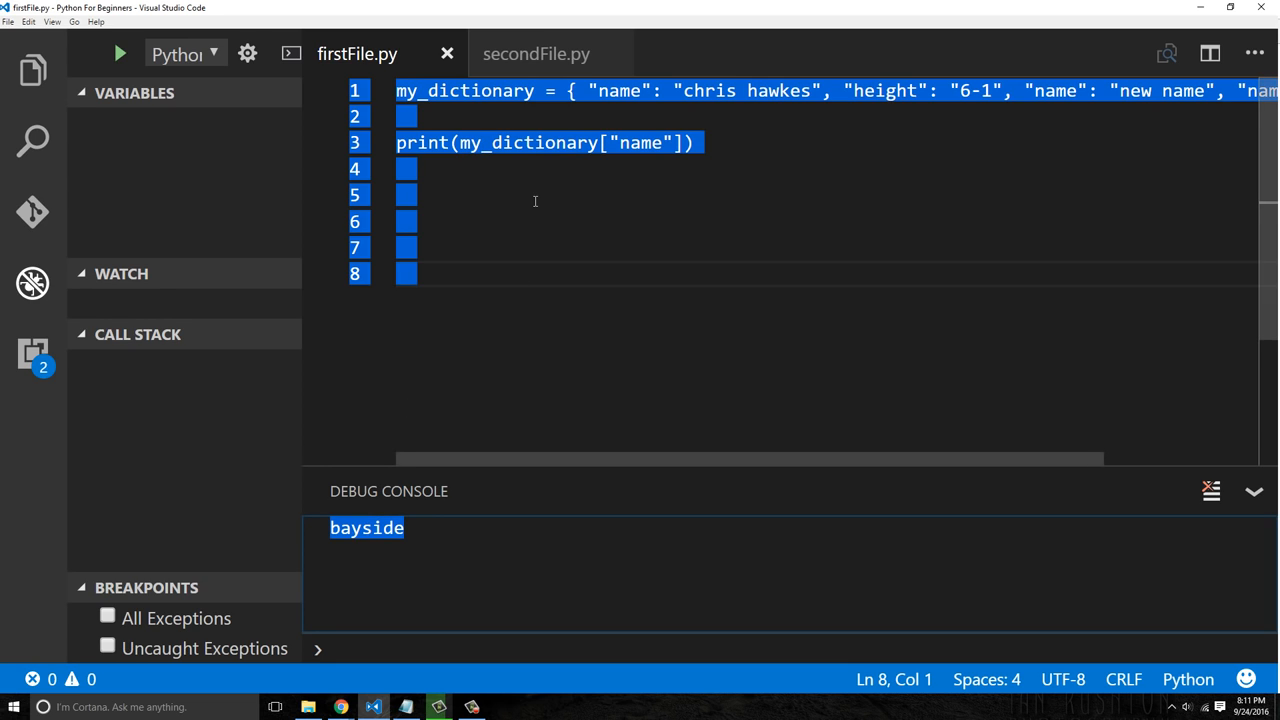 firstFile.py - Python For Beginners - Visual Studio Code
File Edit View Go Help
Python
firstFile.py
secondFile.py
VARIABLES
WATCH
CALL STACK
2
BREAKPOINTS
All Exceptions
Uncaught Exceptions
1 my_dictionary = { "name": "chris hawkes", "height": "6-1", "name": "new name", "nam
2
3 print(my_dictionary["name"])
4
5
6
7
8
DEBUG CONSOLE
bayside
0 0
Ln 8, Col 1 Spaces: 4 UTF-8 CRLF Python
I'm Cortana. Ask me anything.
8:11 PM
9/24/2016